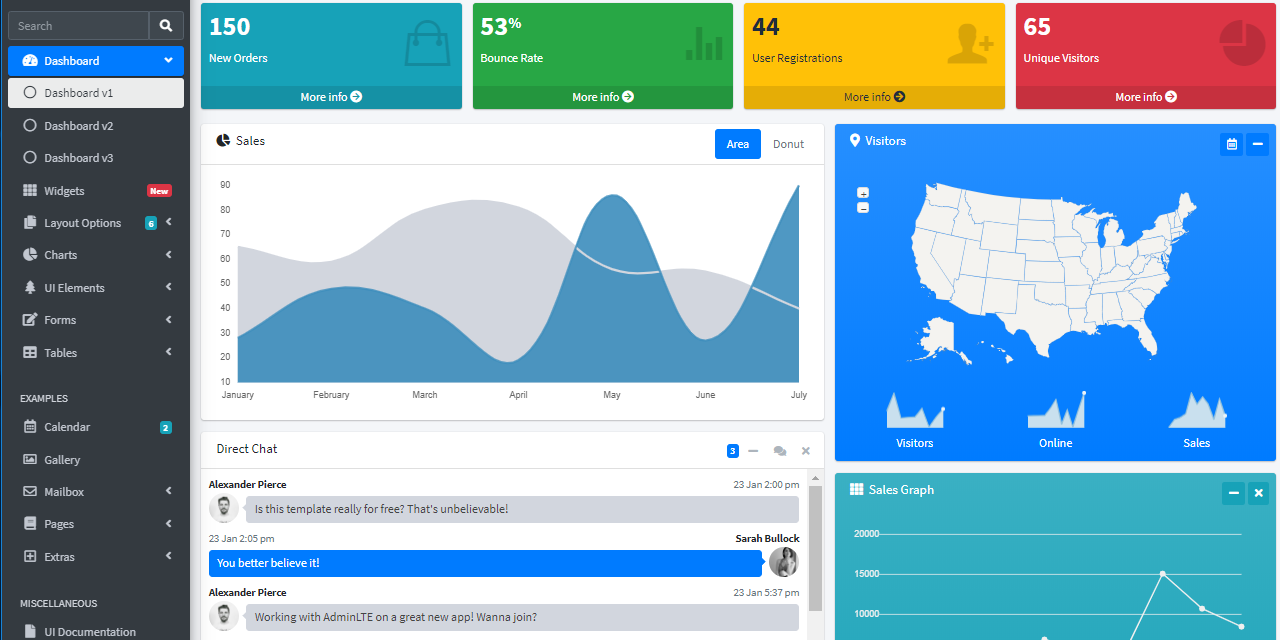 Search
Dashboard
Dashboard v1
Dashboard v2
Dashboard v3
Widgets New
Layout Options 6
Charts
UI Elements
Forms
Tables
EXAMPLES
Calendar 2
Gallery
Mailbox
Pages
Extras
MISCELLANEOUS
UI Documentation
150
New Orders
More info
53%
Bounce Rate
More info
44
User Registrations
More info
65
Unique Visitors
More info
Sales
Area Donut
90
80
70
60
50
40
30
20
10
January February March April May June July
Direct Chat 3
Alexander Pierce 23 Jan 2:00 pm
Is this template really for free? That's unbelievable!
23 Jan 2:05 pm Sarah Bullock
You better believe it!
Alexander Pierce 23 Jan 5:37 pm
Working with AdminLTE on a great new app! Wanna join?
Visitors
+
−
Visitors Online Sales
Sales Graph
20000
15000
10000